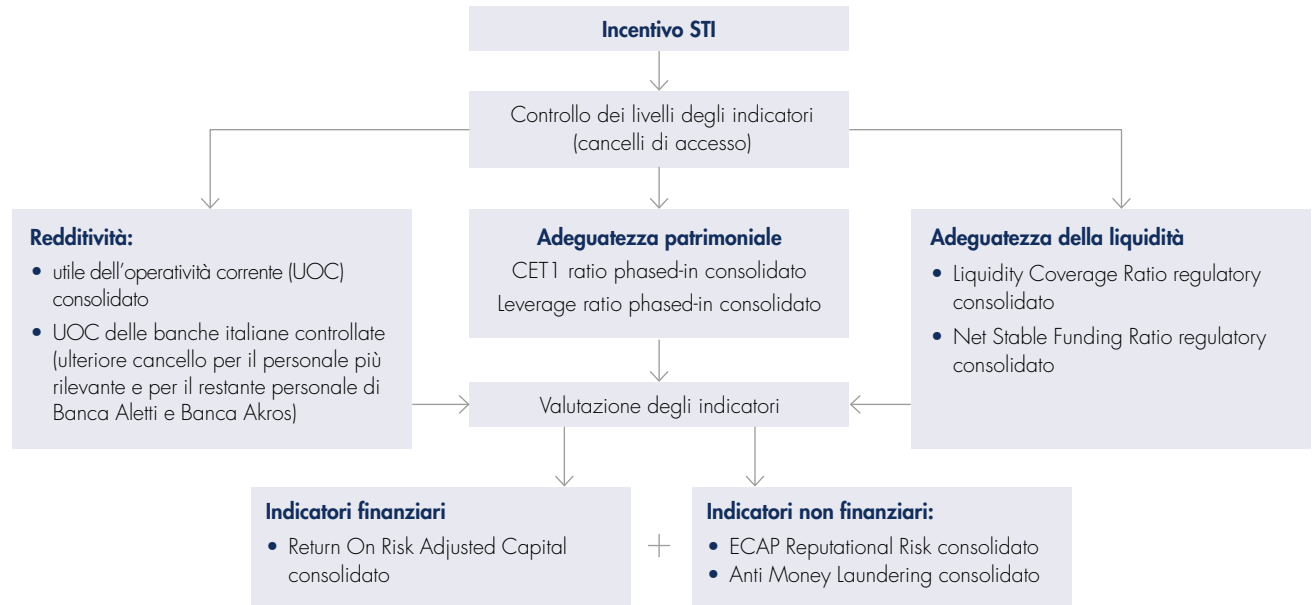 Incentivo STI
Controllo dei livelli degli indicatori
(cancelli di accesso)
Redditività:
• utile dell’operatività corrente (UOC)
consolidato
• UOC delle banche italiane controllate
(ulteriore cancello per il personale più
rilevante e per il restante personale di
Banca Aletti e Banca Akros)
Adeguatezza patrimoniale
CET1 ratio phased-in consolidato
Leverage ratio phased-in consolidato
Adeguatezza della liquidità
• Liquidity Coverage Ratio regulatory
consolidato
• Net Stable Funding Ratio regulatory
consolidato
Valutazione degli indicatori
Indicatori finanziari
• Return On Risk Adjusted Capital
consolidato
+
Indicatori non finanziari:
• ECAP Reputational Risk consolidato
• Anti Money Laundering consolidato